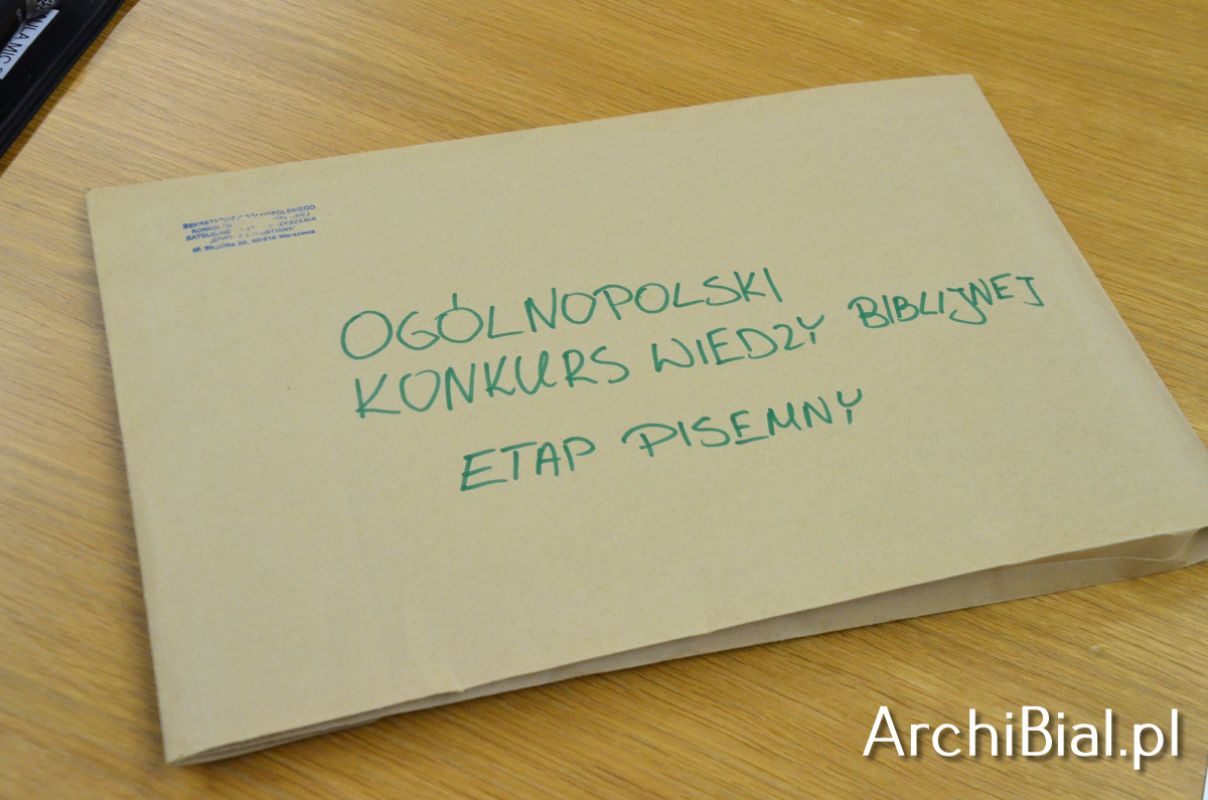 OGÓLNOPOLSKI
KONKURS WIEDZY BIBLIJNEJ
ETAP PISEMNY
ArchiBial.pl